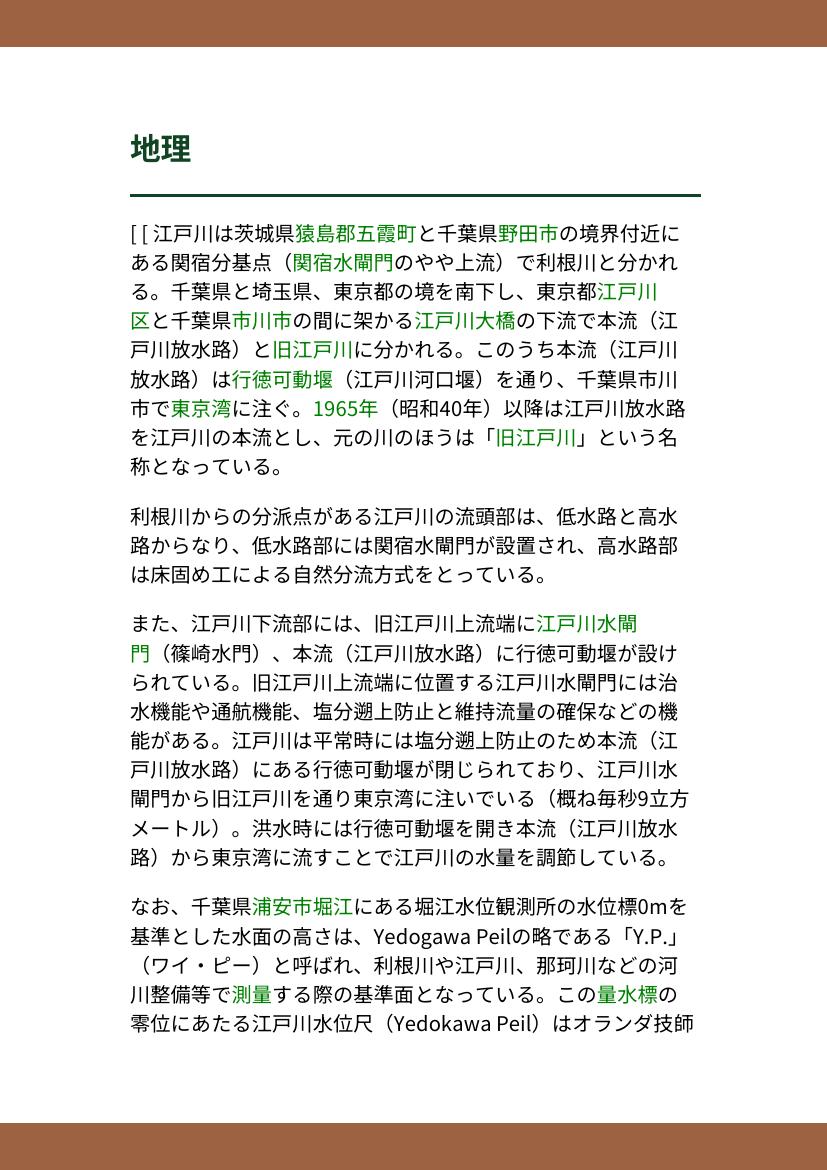 地理
[ [ 江戸川は茨城県猿島郡五霞町と千葉県野田市の境界付近に
ある関宿分基点（関宿水閘門のやや上流）で利根川と分かれ
る。千葉県と埼玉県、東京都の境を南下し、東京都江戸川
区と千葉県市川市の間に架かる江戸川大橋の下流で本流（江
戸川放水路）と旧江戸川に分かれる。このうち本流（江戸川
放水路）は行徳可動堰（江戸川河口堰）を通り、千葉県市川
市で東京湾に注ぐ。1965年（昭和40年）以降は江戸川放水路
を江戸川の本流とし、元の川のほうは「旧江戸川」という名
称となっている。
利根川からの分派点がある江戸川の流頭部は、低水路と高水
路からなり、低水路部には関宿水閘門が設置され、高水路部
は床固め工による自然分流方式をとっている。
また、江戸川下流部には、旧江戸川上流端に江戸川水閘
門（篠崎水門）、本流（江戸川放水路）に行徳可動堰が設け
られている。旧江戸川上流端に位置する江戸川水閘門には治
水機能や通航機能、塩分遡上防止と維持流量の確保などの機
能がある。江戸川は平常時には塩分遡上防止のため本流（江
戸川放水路）にある行徳可動堰が閉じられており、江戸川水
閘門から旧江戸川を通り東京湾に注いでいる（概ね毎秒9立方
メートル）。洪水時には行徳可動堰を開き本流（江戸川放水
路）から東京湾に流すことで江戸川の水量を調節している。
なお、千葉県浦安市堀江にある堀江水位観測所の水位標0mを
基準とした水面の高さは、Yedogawa Peilの略である「Y.P.」
（ワイ・ピー）と呼ばれ、利根川や江戸川、那珂川などの河
川整備等で測量する際の基準面となっている。この量水標の
零位にあたる江戸川水位尺（Yedokawa Peil）はオランダ技師